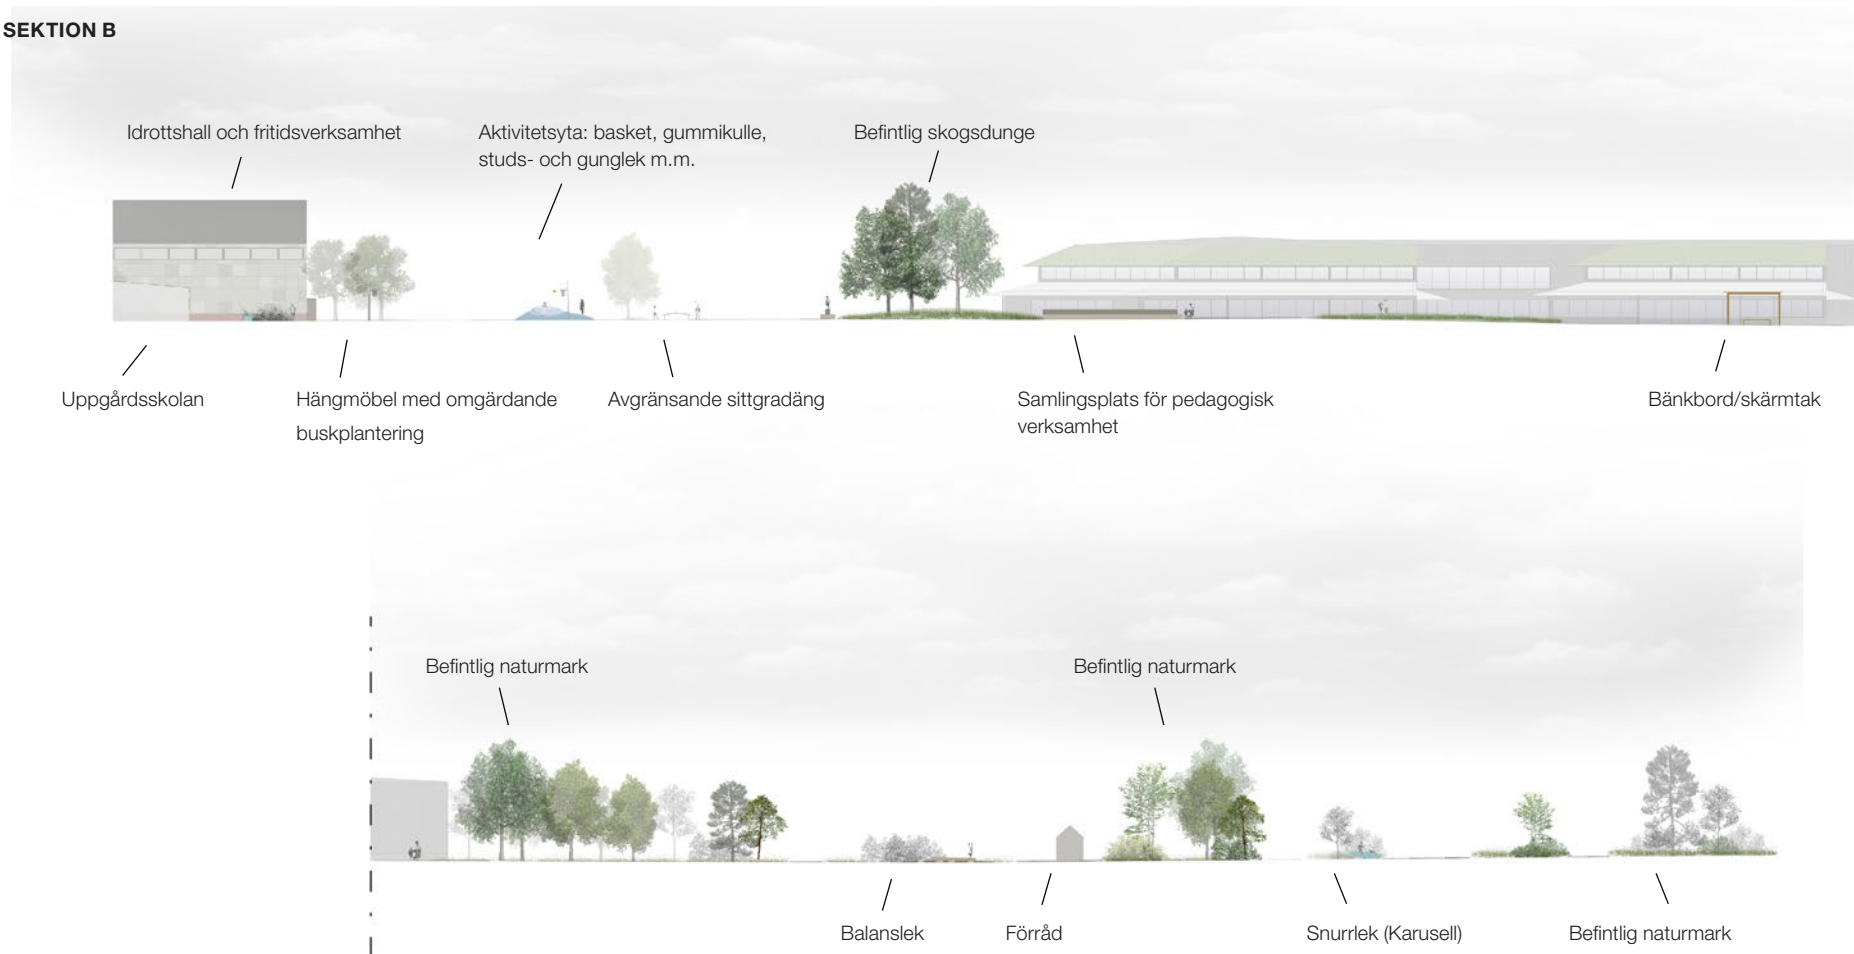 SEKTION B
Idrottshall och fritidsverksamhet
Aktivitetsyta: basket, gummikulle,
studs- och gunglek m.m.
Befintlig skogsdunge
Uppgårdsskolan
Hängmöbel med omgärdande
buskplantering
Avgränsande sittgradäng
Samlingsplats för pedagogisk
verksamhet
Bänkbord/skärmtak
Befintlig naturmark
Befintlig naturmark
Balanslek
Förråd
Snurrlek (Karusell)
Befintlig naturmark